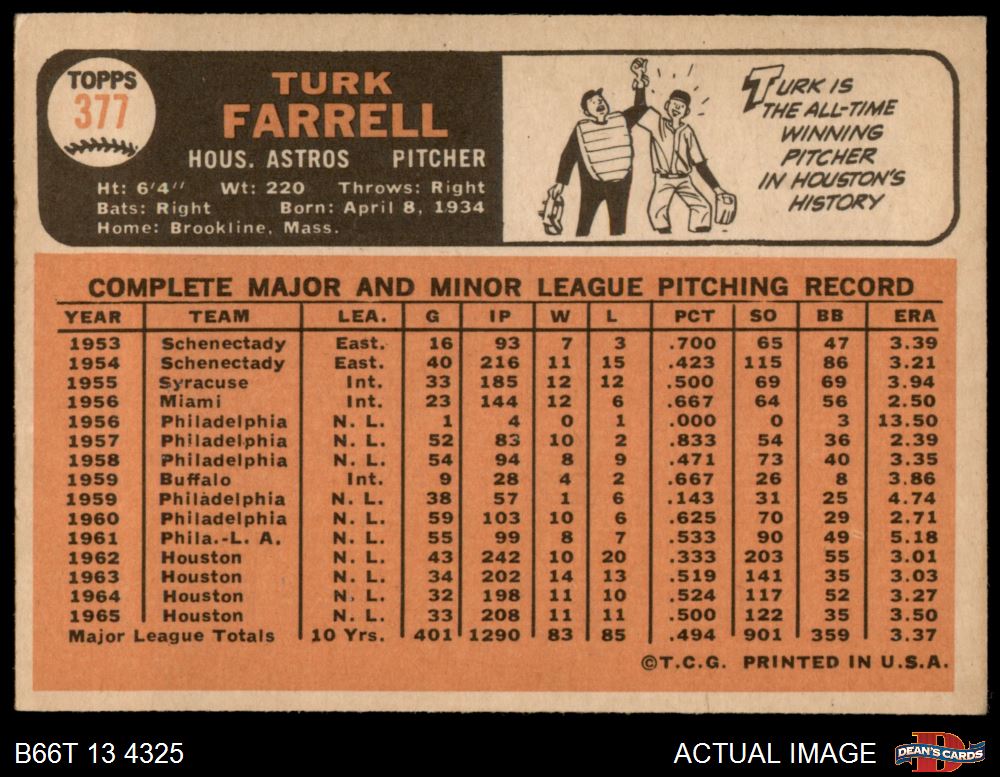 TOPPS
377
TURK
FARRELL
HOUS. ASTROS PITCHER
Ht: 6'4" Wt: 220 Throws: Right
Bats: Right Born: April 8, 1934
Home: Brookline, Mass.
TURK IS
THE ALL-TIME
WINNING
PITCHER
IN HOUSTON'S
HISTORY
COMPLETE MAJOR AND MINOR LEAGUE PITCHING RECORD
YEAR TEAM LEA. G IP W L PCT SO BB ERA
1953 Schenectady East. 16 93 7 3 .700 65 47 3.39
1954 Schenectady East. 40 216 11 15 .423 115 86 3.21
1955 Syracuse Int. 33 185 12 12 .500 69 69 3.94
1956 Miami Int. 23 144 12 6 .667 64 56 2.50
1956 Philadelphia N. L. 1 4 0 1 .000 0 3 13.50
1957 Philadelphia N. L. 52 83 10 2 .833 54 36 2.39
1958 Philadelphia N. L. 54 94 8 9 .471 73 40 3.35
1959 Buffalo Int. 9 28 4 2 .667 26 8 3.86
1959 Philadelphia N. L. 38 57 1 6 .143 31 25 4.74
1960 Philadelphia N. L. 59 103 10 6 .625 70 29 2.71
1961 Phila.-L. A. N. L. 55 99 8 7 .533 90 49 5.18
1962 Houston N. L. 43 242 10 20 .333 203 55 3.01
1963 Houston N. L. 34 202 14 13 .519 141 35 3.03
1964 Houston N. L. 32 198 11 10 .524 117 52 3.27
1965 Houston N. L. 33 208 11 11 .500 122 35 3.50
Major League Totals 10 Yrs. 401 1290 83 85 .494 901 359 3.37
©T.C.G. PRINTED IN U.S.A.
B66T 13 4325
ACTUAL IMAGE
DEAN'S CARDS